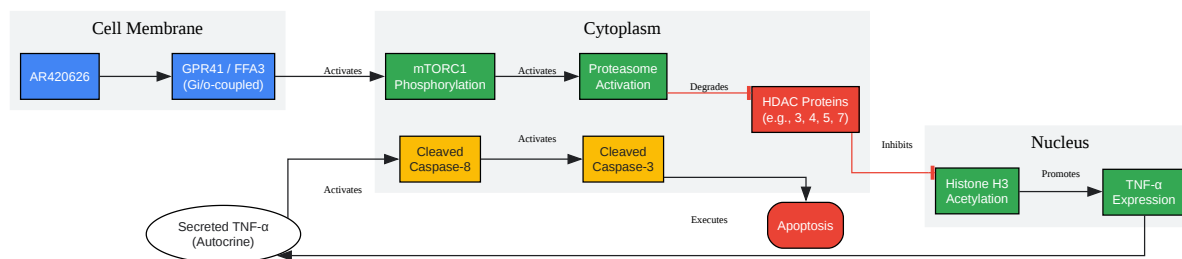 Cell Membrane
Cytoplasm
AR420626
GPR41 / FFA3
(Gi/o-coupled)
Activates
mTORC1
Phosphorylation
Activates
Proteasome
Activation
Degrades
HDAC Proteins
(e.g., 3, 4, 5, 7)
Inhibits
Nucleus
Histone H3
Acetylation
Promotes
TNF-α
Expression
Secreted TNF-α
(Autocrine)
Activates
Cleaved
Caspase-8
Activates
Cleaved
Caspase-3
Executes
Apoptosis